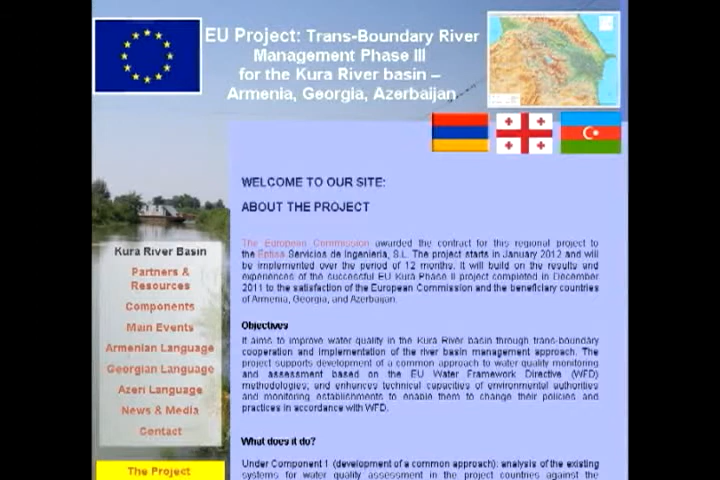 EU Project: Trans-Boundary River
Management Phase III
for the Kura River basin –
Armenia, Georgia, Azerbaijan
WELCOME TO OUR SITE:
ABOUT THE PROJECT
Kura River Basin
Partners &
Resources
Components
Main Events
Armenian Language
Georgian Language
Azeri Language
News & Media
Contact
The Project
The European Commission awarded the contract for this regional project to
the Eptisa Servicios de Ingenieria, S.L. The project starts in January 2012 and will
be implemented over the period of 12 months. It will build on the results and
experiences of the successful EU Kura Phase II project completed in December
2011 to the satisfaction of the European Commission and the beneficiary countries
of Armenia, Georgia, and Azerbaijan.
Objectives
It aims to improve water quality in the Kura River basin through trans-boundary
cooperation and implementation of the river basin management approach. The
project supports development of a common approach to water quality monitoring
and assessment based on the EU Water Framework Directive (WFD)
methodologies; and enhances technical capacities of environmental authorities
and monitoring establishments to enable them to change their policies and
practices in accordance with WFD.
What does it do?
Under Component 1 (development of a common approach): analysis of the existing
systems for water quality assessment in the project countries against the